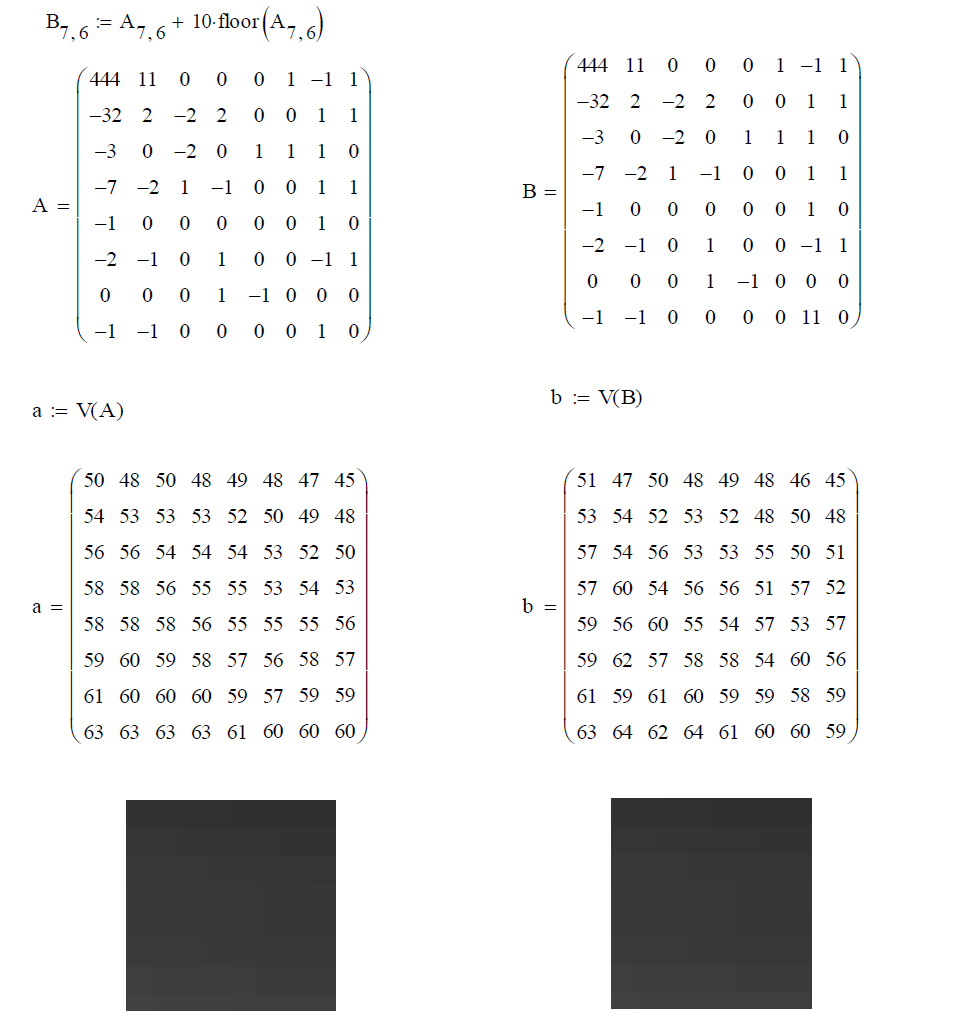 B7,6 := A7,6 + 10·floor(A7,6)
A =
444 11 0 0 0 1 −1 1
−32 2 −2 2 0 0 1 1
−3 0 −2 0 1 1 1 0
−7 −2 1 −1 0 0 1 1
−1 0 0 0 0 0 1 0
−2 −1 0 1 0 0 −1 1
0 0 0 1 −1 0 0 0
−1 −1 0 0 0 0 1 0
B =
444 11 0 0 0 1 −1 1
−32 2 −2 2 0 0 1 1
−3 0 −2 0 1 1 1 0
−7 −2 1 −1 0 0 1 1
−1 0 0 0 0 0 1 0
−2 −1 0 1 0 0 −1 1
0 0 0 1 −1 0 0 0
−1 −1 0 0 0 0 11 0
a := V(A)
b := V(B)
a =
50 48 50 48 49 48 47 45
54 53 53 53 52 50 49 48
56 56 54 54 54 53 52 50
58 58 56 55 55 53 54 53
58 58 58 56 55 55 55 56
59 60 59 58 57 56 58 57
61 60 60 60 59 57 59 59
63 63 63 63 61 60 60 60
b =
51 47 50 48 49 48 46 45
53 54 52 53 52 48 50 48
57 54 56 53 53 55 50 51
57 60 54 56 56 51 57 52
59 56 60 55 54 57 53 57
59 62 57 58 58 54 60 56
61 59 61 60 59 59 58 59
63 64 62 64 61 60 60 59